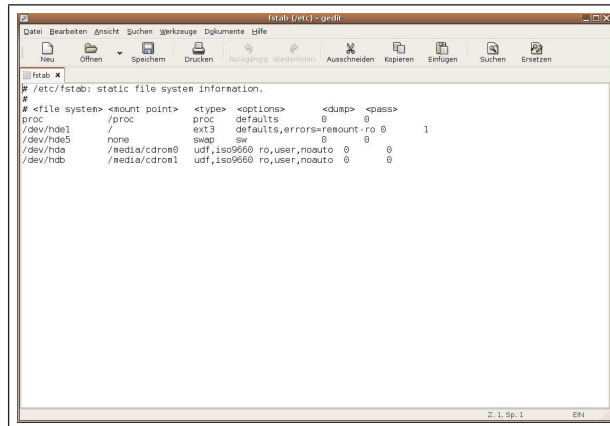 fstab (/etc) - gedit
Datei Bearbeiten Ansicht Suchen Werkzeuge Dokumente Hilfe
Neu Öffnen Speichern Drucken Rückgängig Wiederholen Ausschneiden Kopieren Einfügen Suchen Ersetzen
fstab
# /etc/fstab: static file system information.
#
# <file system> <mount point> <type> <options> <dump> <pass>
proc /proc proc defaults 0 0
/dev/hde1 / ext3 defaults,errors=remount-ro 0 1
/dev/hde5 none swap sw 0 0
/dev/hda /media/cdrom0 udf,iso9660 ro,user,noauto 0 0
/dev/hdb /media/cdrom1 udf,iso9660 ro,user,noauto 0 0
Z. 1, Sp. 1 EIN